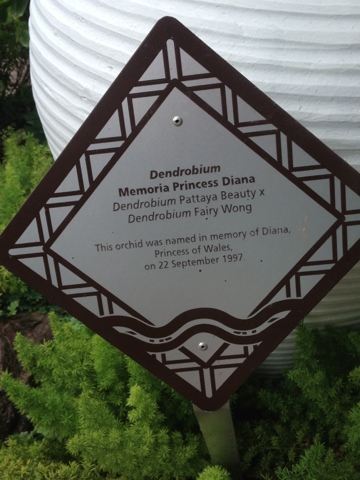 Dendrobium
Memoria Princess Diana
Dendrobium Pattaya Beauty x
Dendrobium Fairy Wong
This orchid was named in memory of Diana,
Princess of Wales,
on 22 September 1997.